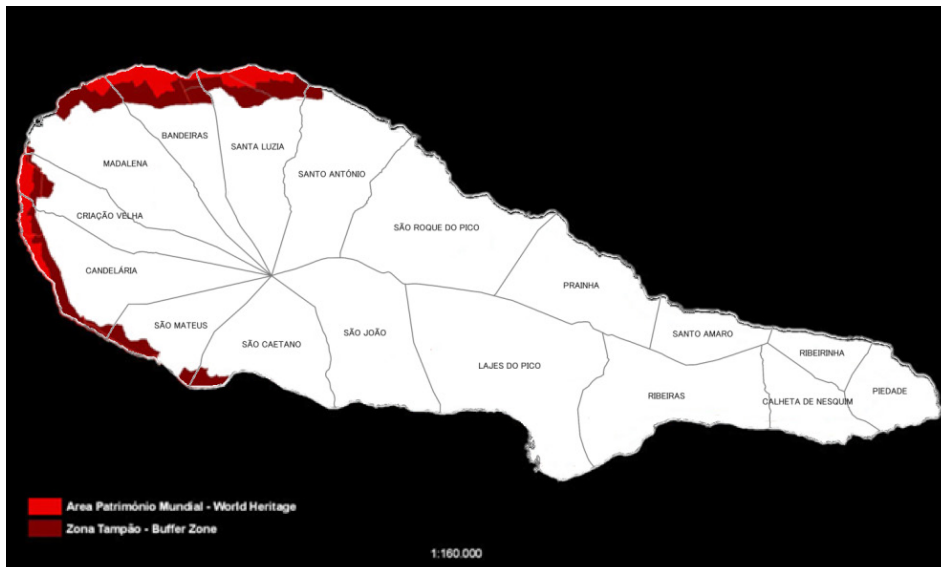 BANDEIRAS
SANTA LUZIA
MADALENA
SANTO ANTÓNIO
CRIAÇÃO VELHA
SÃO ROQUE DO PICO
CANDELÁRIA
PRAINHA
SÃO MATEUS
SÃO CAETANO
SÃO JOÃO
SANTO AMARO
LAJES DO PICO
RIBEIRINHA
RIBEIRAS
CALHETA DE NESQUIM
PIEDADE
Area Património Mundial - World Heritage
Zona Tampão - Buffer Zone
1:160.000